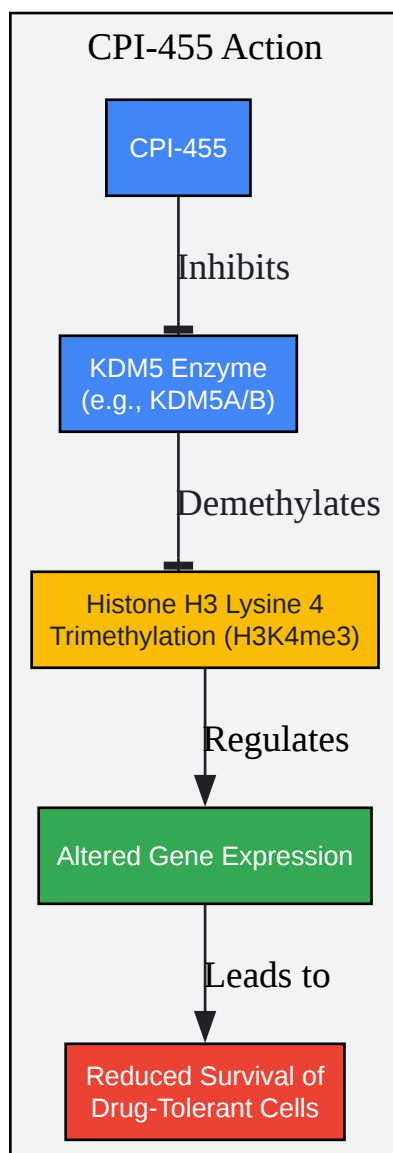 CPI-455 Action
CPI-455
Inhibits
KDM5 Enzyme
(e.g., KDM5A/B)
Demethylates
Histone H3 Lysine 4
Trimethylation (H3K4me3)
Regulates
Altered Gene Expression
Leads to
Reduced Survival of
Drug-Tolerant Cells